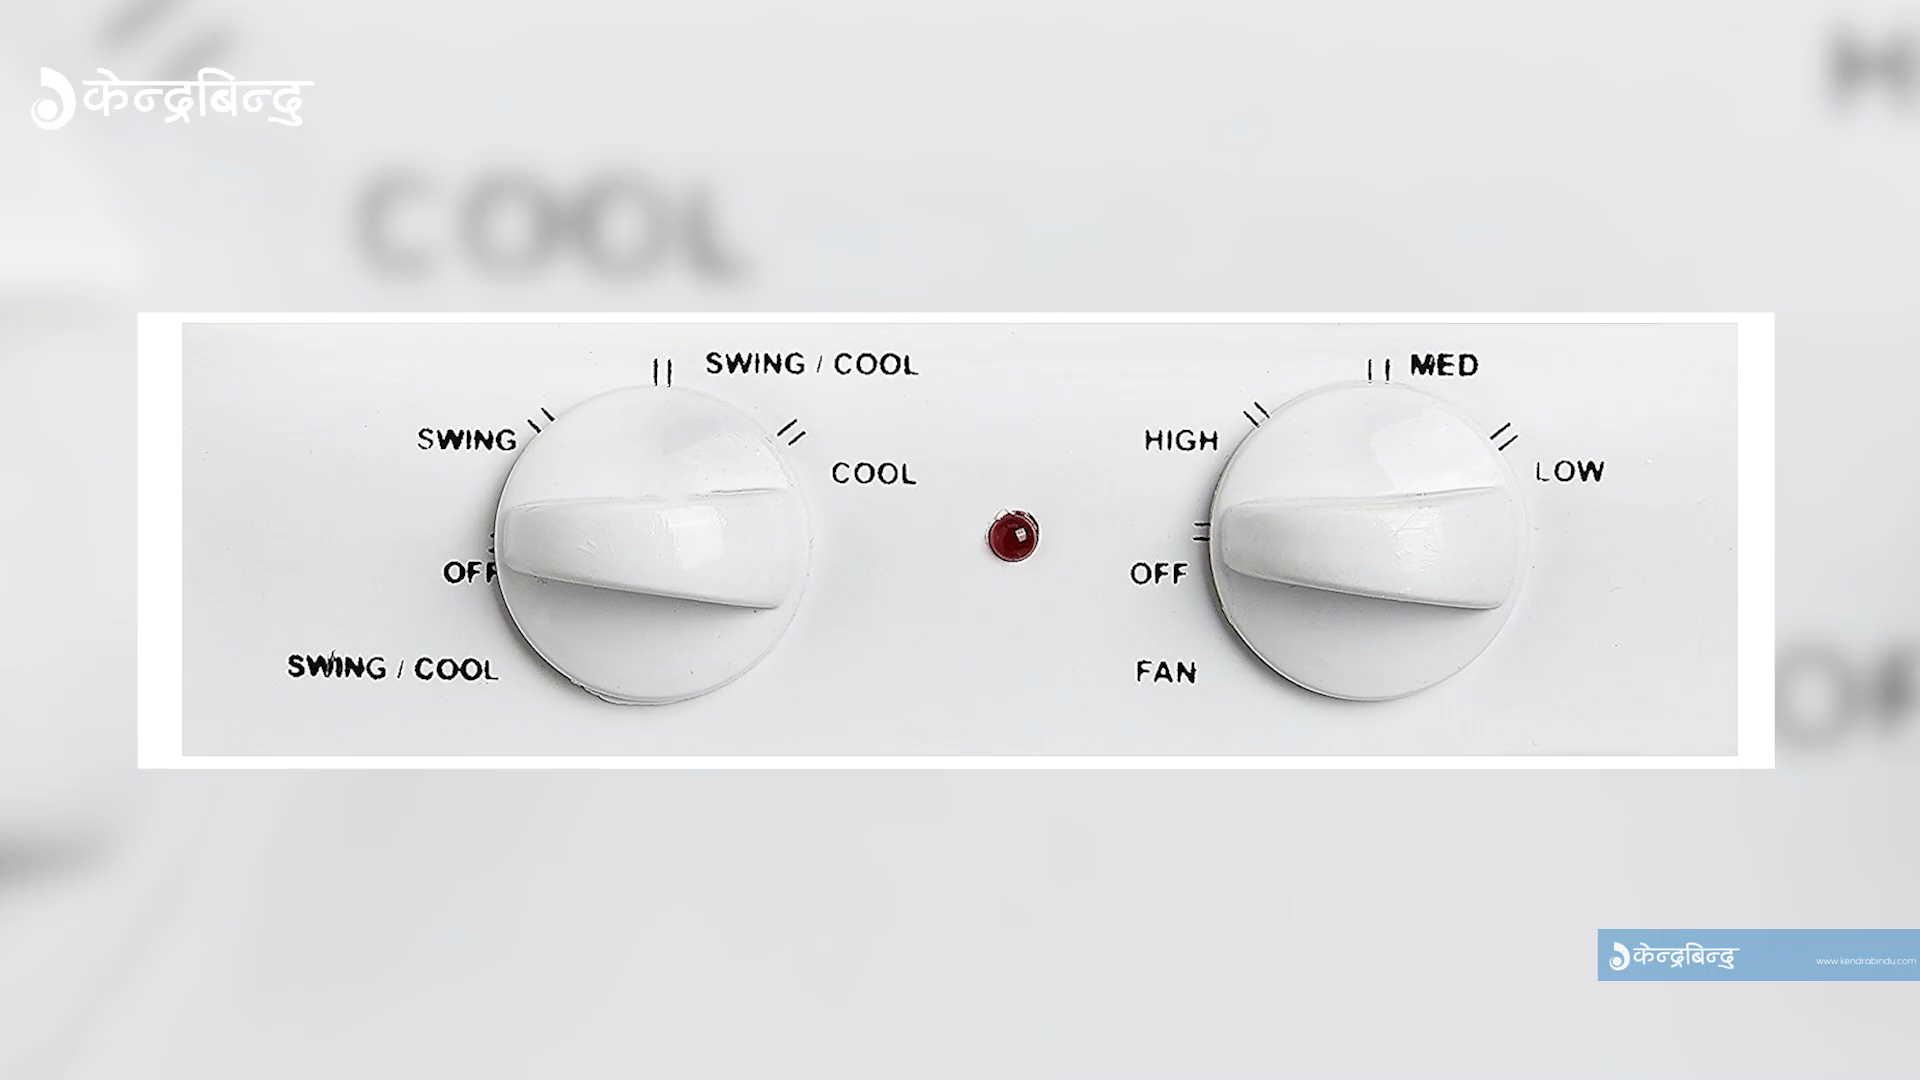 केन्द्रबिन्दु
COOL
SWING / COOL
MED
SWING
HIGH
COOL
LOW
OFF
OFF
SWING / COOL
FAN
केन्द्रबिन्दु
www.kendrabindu.com